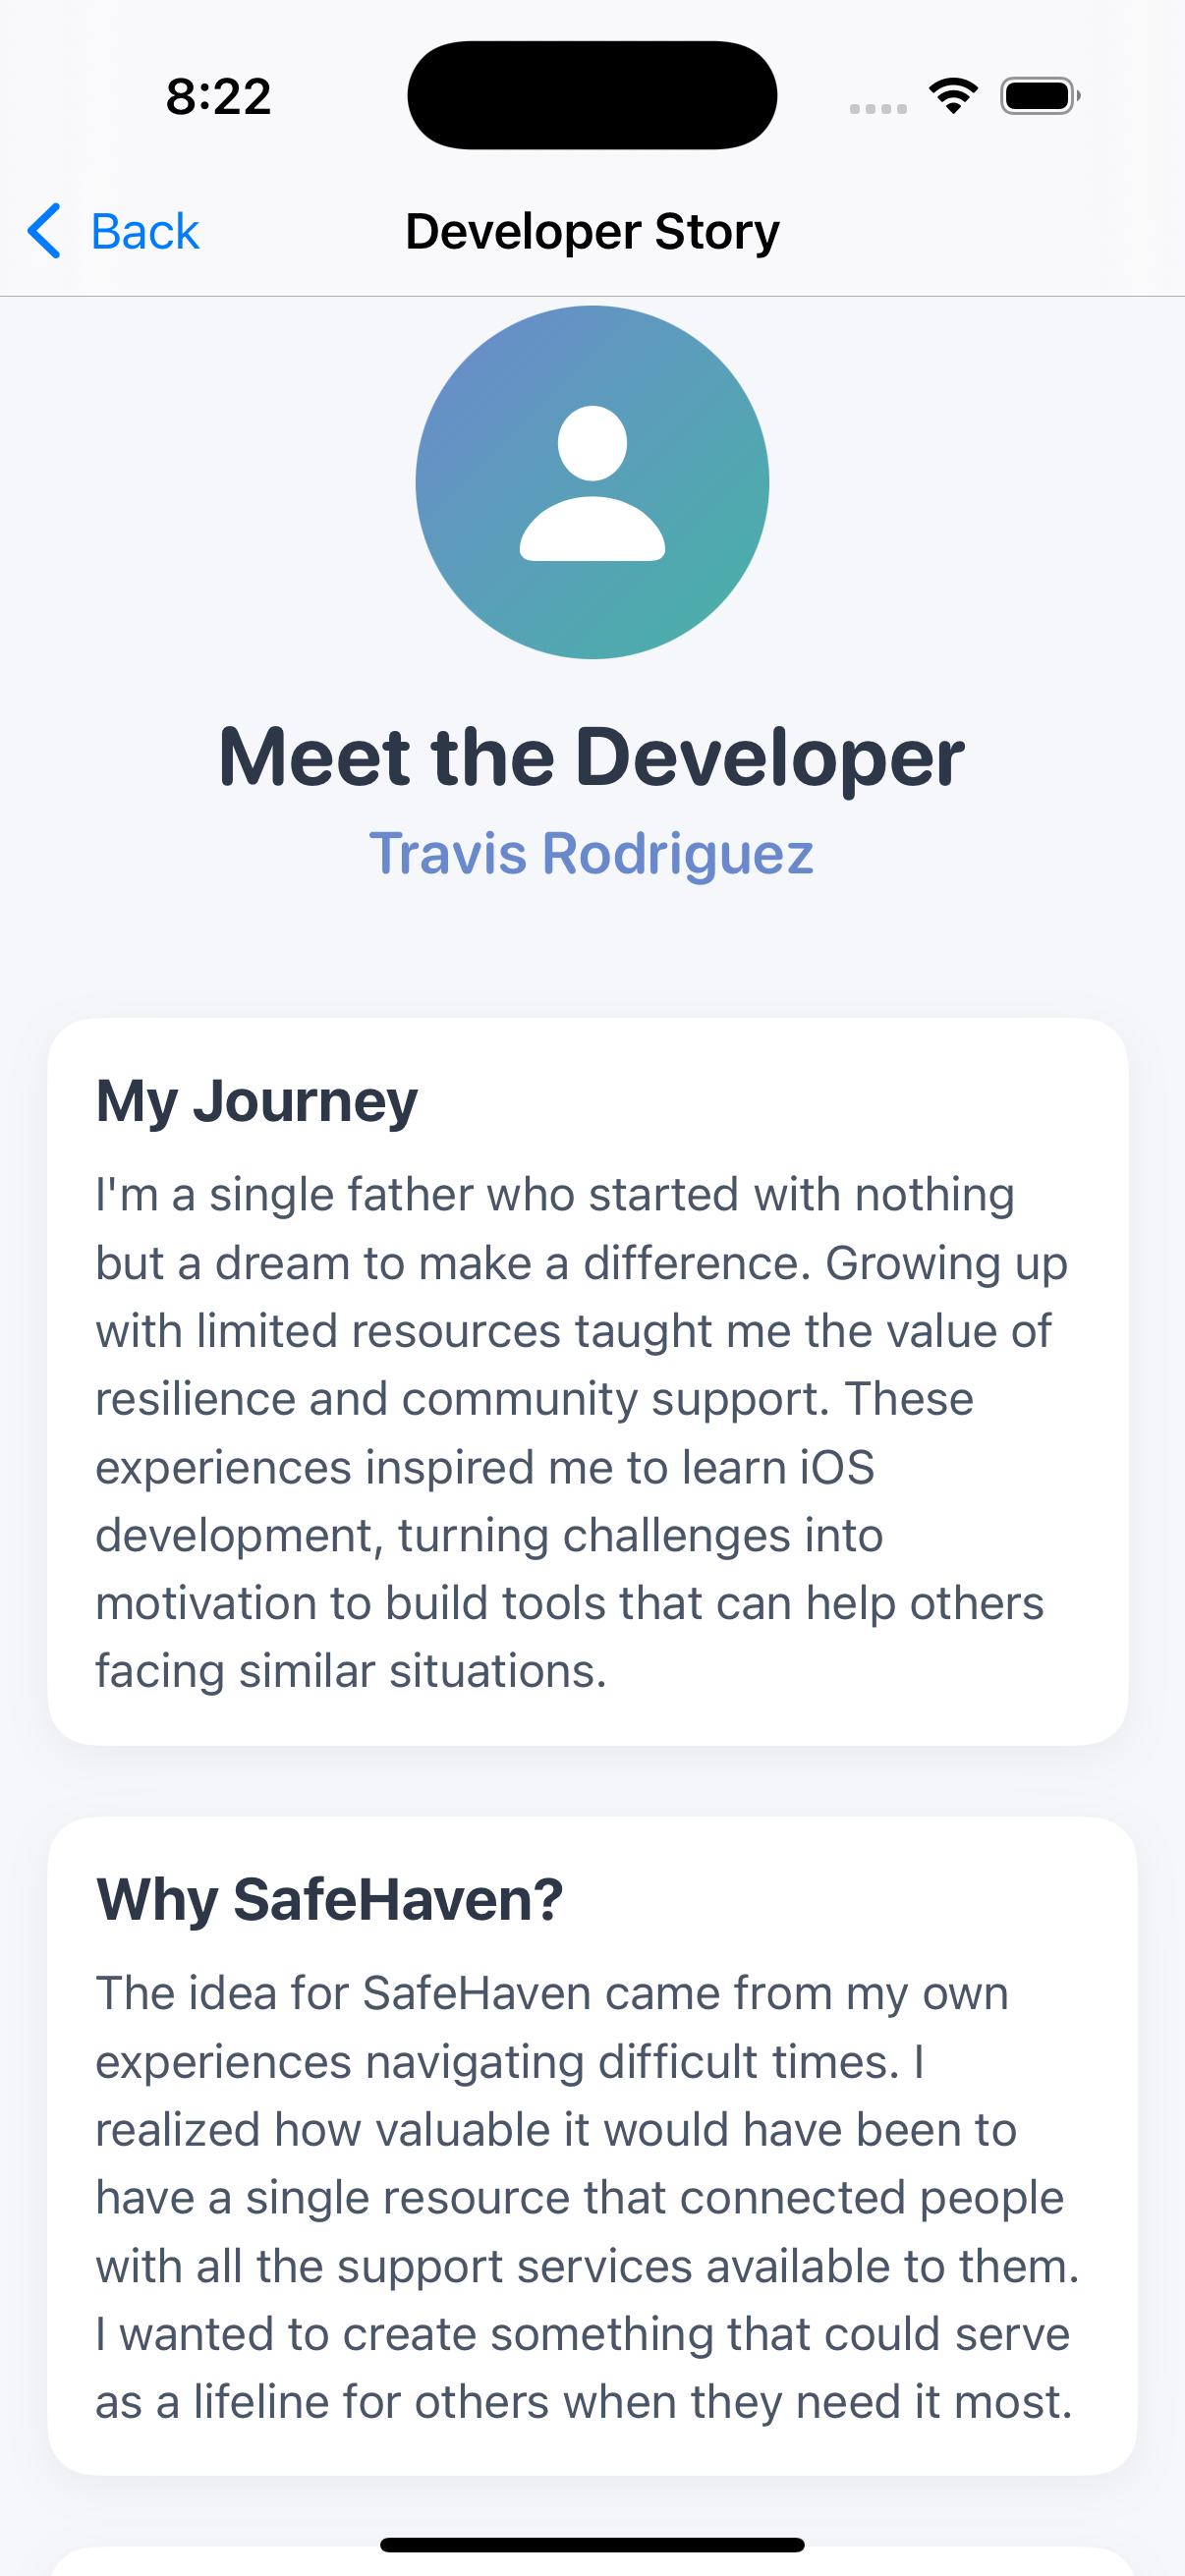 8:22
Back
Developer Story
Meet the Developer
Travis Rodriguez
My Journey
I'm a single father who started with nothing
but a dream to make a difference. Growing up
with limited resources taught me the value of
resilience and community support. These
experiences inspired me to learn iOS
development, turning challenges into
motivation to build tools that can help others
facing similar situations.
Why SafeHaven?
The idea for SafeHaven came from my own
experiences navigating difficult times. I
realized how valuable it would have been to
have a single resource that connected people
with all the support services available to them.
I wanted to create something that could serve
as a lifeline for others when they need it most.